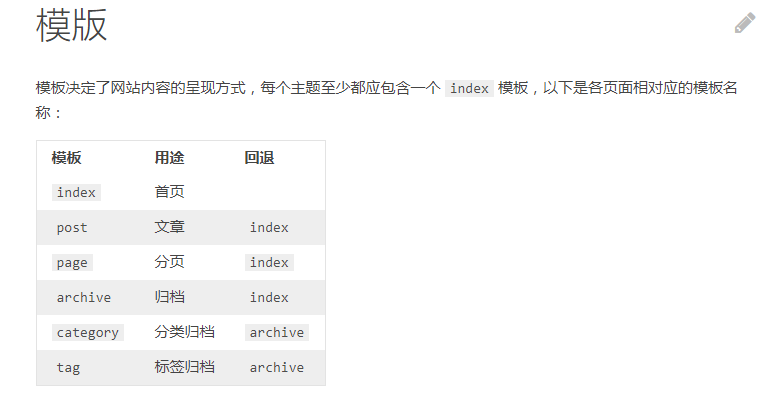 模版
模板决定了网站内容的呈现方式，每个主题至少都应包含一个 index 模板，以下是各页面相对应的模板名
称：
模板 用途 回退
index 首页
post 文章 index
page 分页 index
archive 归档 index
category 分类归档 archive
tag 标签归档 archive